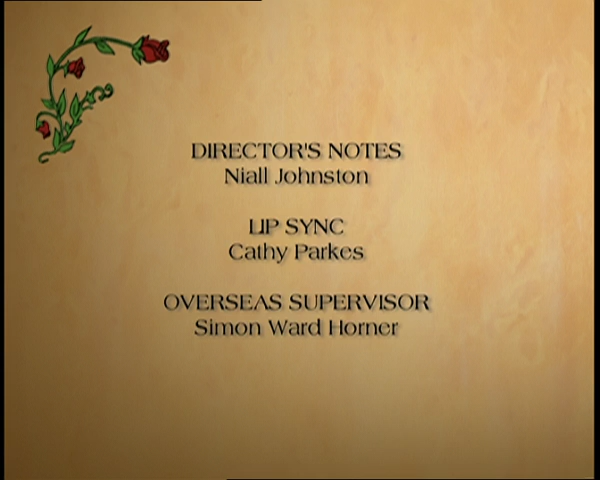 DIRECTOR'S NOTES
Niall Johnston
LIP SYNC
Cathy Parkes
OVERSEAS SUPERVISOR
Simon Ward Horner